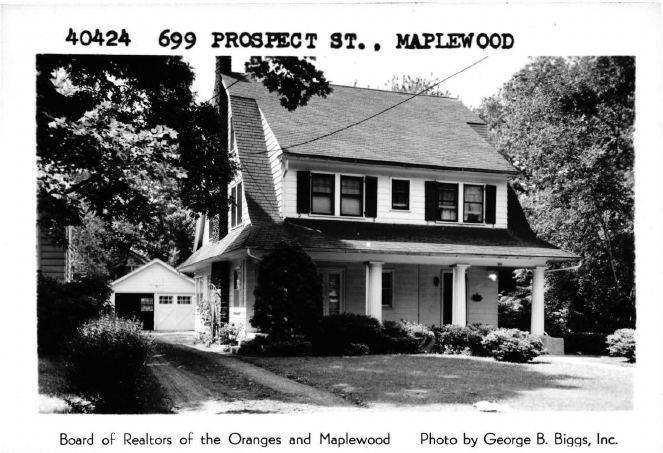 40424 699 PROSPECT ST., MAPLEWOOD
Board of Realtors of the Oranges and Maplewood Photo by George B. Biggs, Inc.